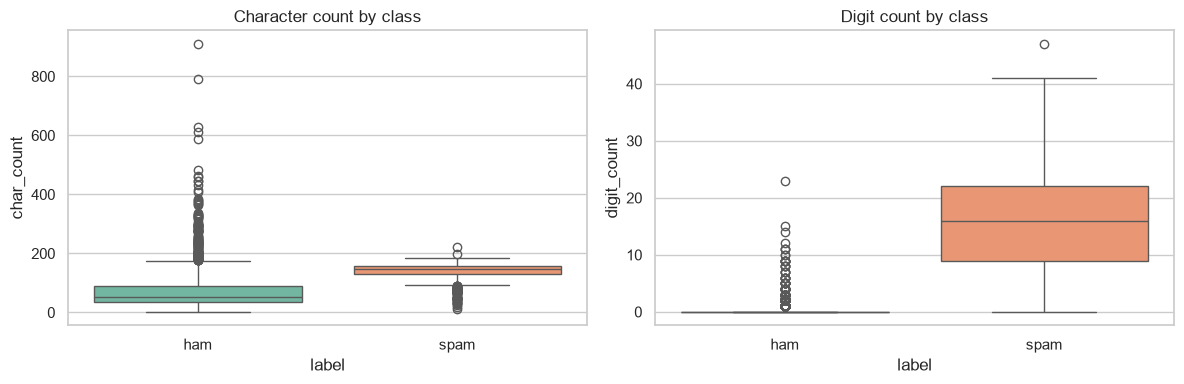 Character count by class
char_count
800
600
400
200
0
ham
spam
label
Digit count by class
digit_count
40
30
20
10
0
ham
spam
label